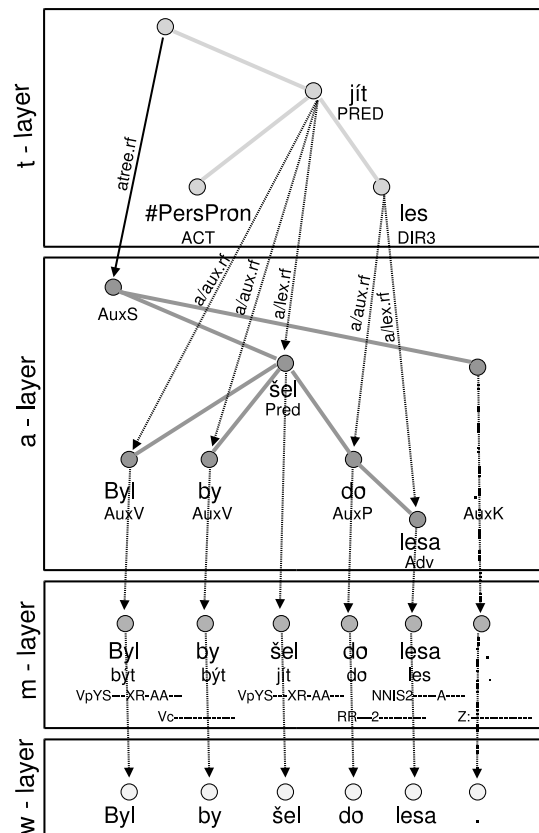 t - layer
jít
PRED
atree.rf
#PersPron
ACT
les
DIR3
a/aux.rf
a/aux.rf
a/lex.rf
a/aux.rf
a/lex.rf
a - layer
AuxS
šel
Pred
Byl
AuxV
by
AuxV
do
AuxP
.
AuxK
lesa
Adv
m - layer
Byl by šel do lesa .
být být jít do les .
VpYS---XR-AA--- VpYS---XR-AA--- NNIS2-----A----
Vc------------- RR--2---------- Z:-------------
w - layer
Byl by šel do lesa .